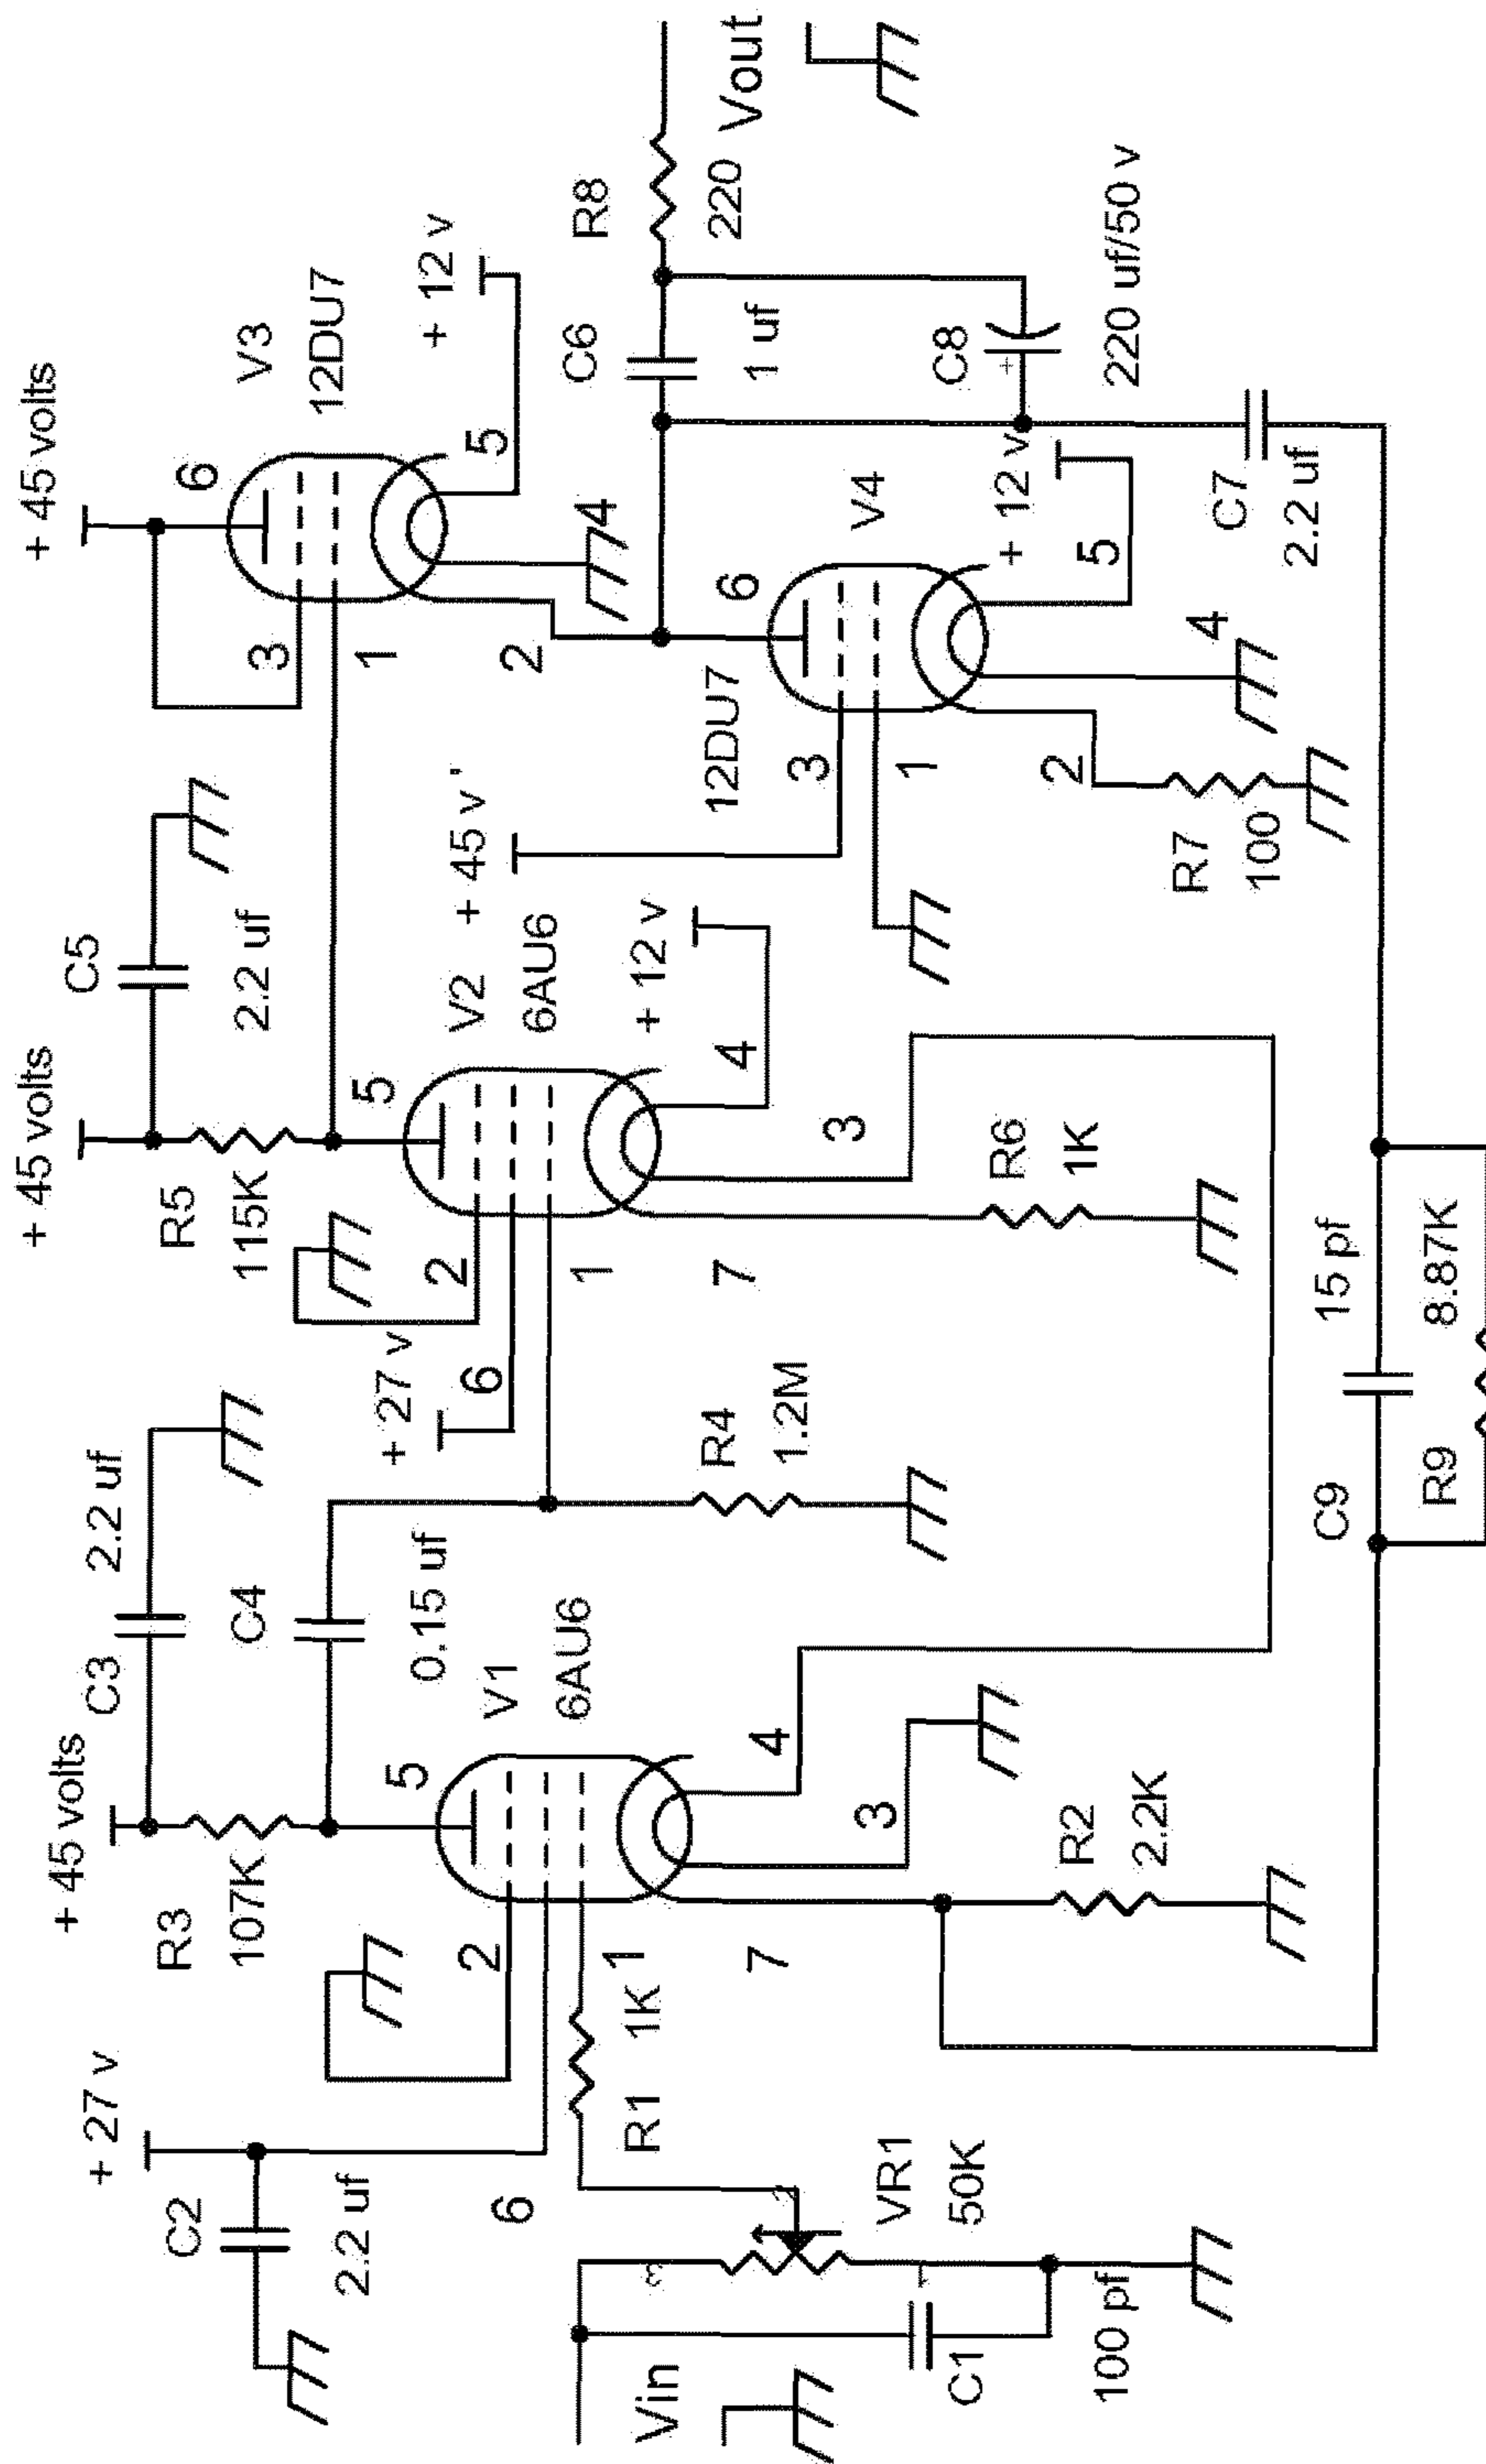 + 27 v
C2
2.2 uf
6
Vin
C1
100 pf
3
2
1
VR1
50K
R1 1K
1
2
7
+ 45 volts
R3
107K
C3 2.2 uf
C4
0.15 uf
5
V1
6AU6
4
3
R2
2.2K
+ 27 v
6
R4
1.2M
+ 45 volts
R5
115K
C5
2.2 uf
5
2
1
7
V2
6AU6
+ 12 v
4
3
R6
1K
+ 45 v '
+ 45 volts
V3
12DU7
6
3
1
2
5
4
+ 12 v
12DU7
V4
6
3
1
2
5
4
+ 12 v
R7
100
C6
1 uf
R8
220
Vout
C8
+
220 uf/50 v
C7
2.2 uf
C9
15 pf
R9
8.87K